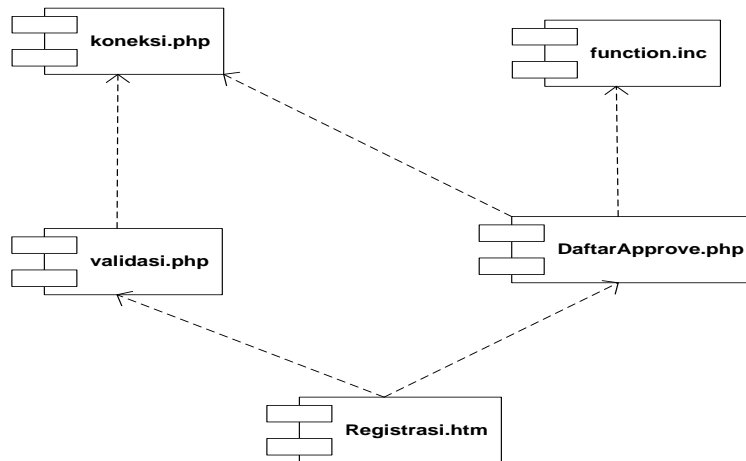 koneksi.php
function.inc
validasi.php
DaftarApprove.php
Registrasi.htm